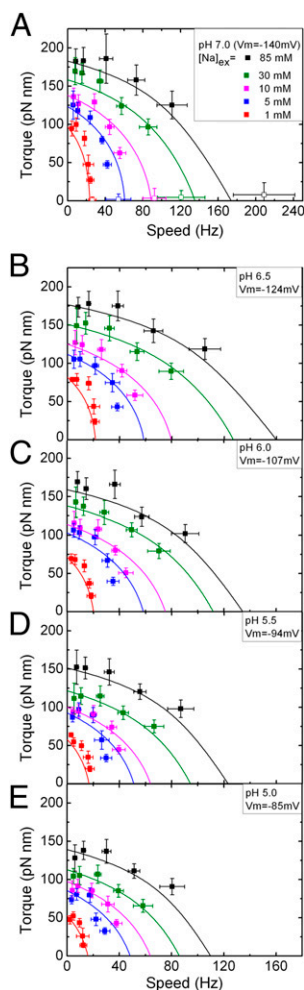 A
pH 7.0 (Vm=-140mV)
[Na]ex= 85 mM
30 mM
10 mM
5 mM
1 mM
Torque (pN nm)
200
150
100
50
0
0 40 80 120 160 200 240
Speed (Hz)
B
pH 6.5
Vm=-124mV
Torque (pN nm)
200
150
100
50
0
C
pH 6.0
Vm=-107mV
Torque (pN nm)
200
150
100
50
0
D
pH 5.5
Vm=-94mV
Torque (pN nm)
200
150
100
50
0
E
pH 5.0
Vm=-85mV
Torque (pN nm)
200
150
100
50
0
0 40 80 120 160
Speed (Hz)